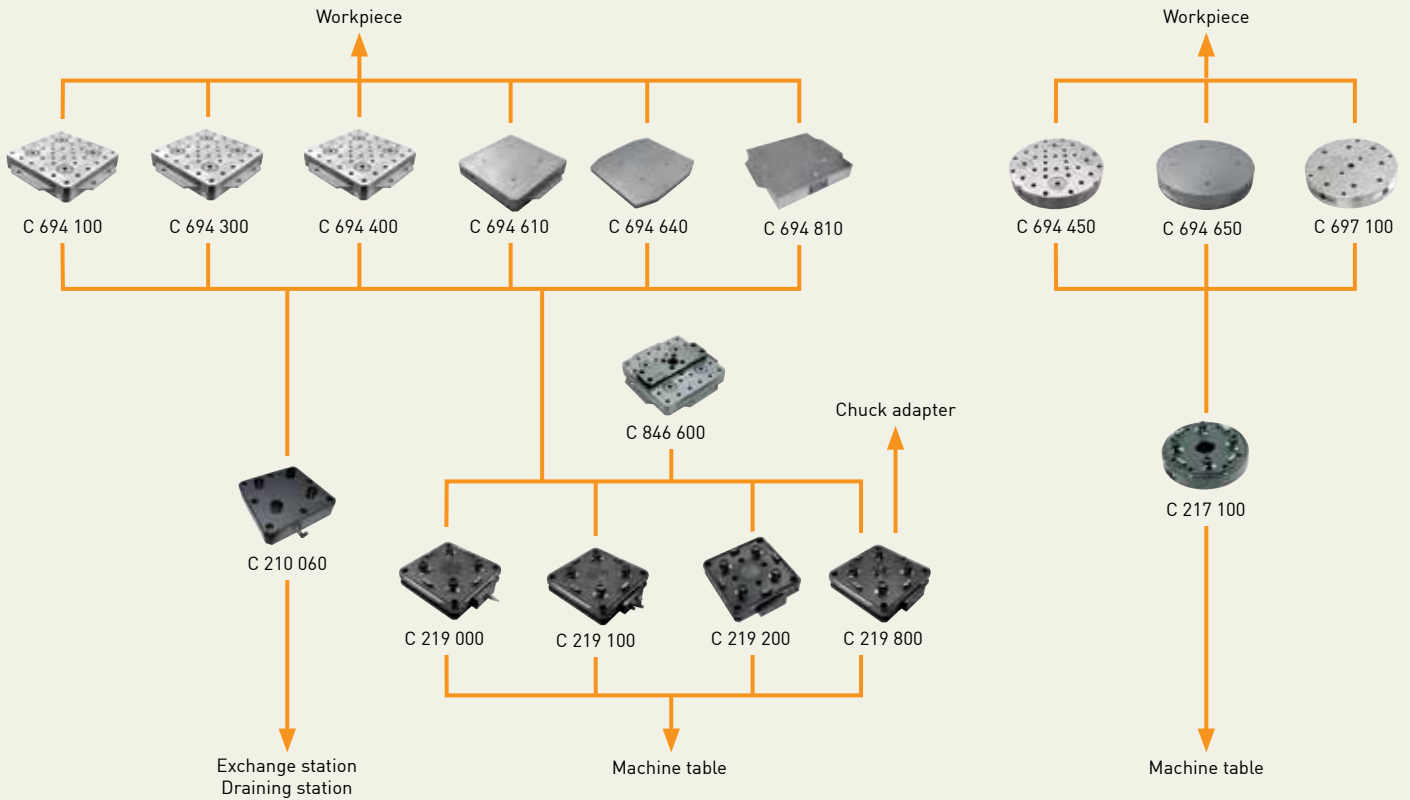 Workpiece
Workpiece
C 694 100
C 694 300
C 694 400
C 694 610
C 694 640
C 694 810
C 694 450
C 694 650
C 697 100
C 846 600
Chuck adapter
C 217 100
C 210 060
C 219 000
C 219 100
C 219 200
C 219 800
Exchange station
Draining station
Machine table
Machine table